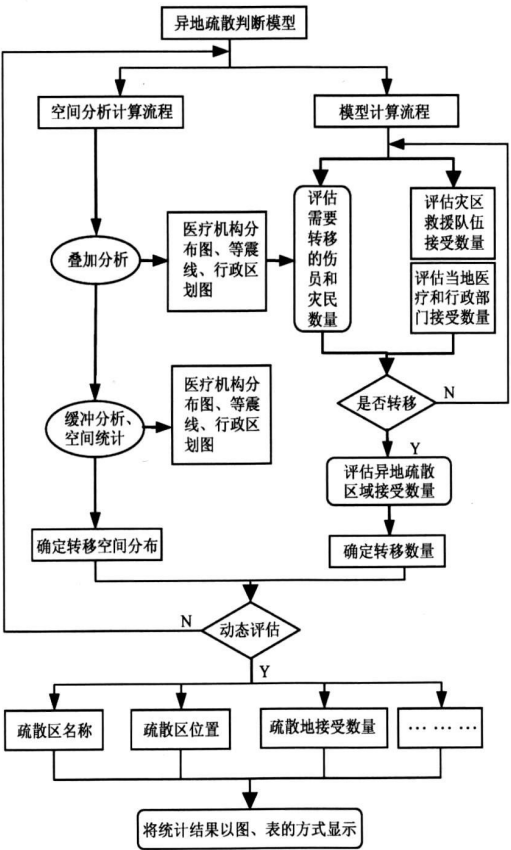 异地疏散判断模型
空间分析计算流程
模型计算流程
叠加分析
医疗机构分
布图、等震
线、行政区
划图
评估
需要
转移
的伤
员和
灾民
数量
评估灾区
救援队伍
接受数量
评估当地医
疗和行政部
门接受数量
缓冲分析、
空间统计
医疗机构分
布图、等震
线、行政区
划图
是否转移
N
Y
评估异地疏散
区域接受数量
确定转移空间分布
确定转移数量
N
动态评估
Y
疏散区名称
疏散区位置
疏散地接受数量
… … …
将统计结果以图、表的方式显示